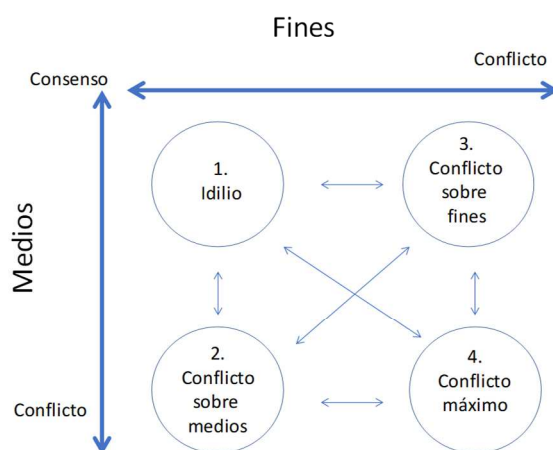 Fines
Conflicto
Consenso
Medios
1.
Idilio
3.
Conflicto
sobre
fines
2.
Conflicto
sobre
medios
4.
Conflicto
máximo
Conflicto